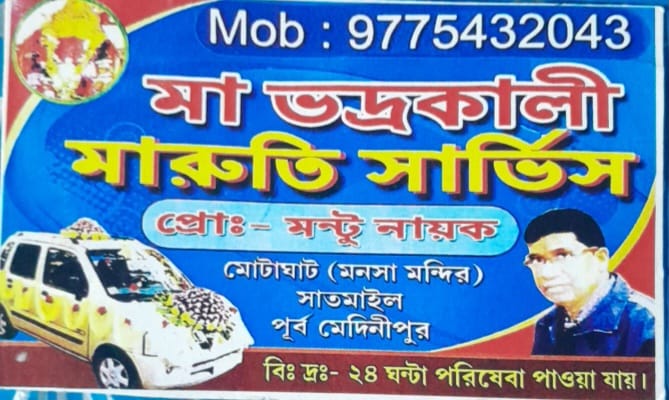 Mob : 9775432043
মা ভদ্রকালী
মারুতি সার্ভিস
প্রোঃ- মন্টু নায়ক
মোটাঘাট (মনসা মন্দির)
সাতমাইল
পূর্ব মেদিনীপুর
বিঃ দ্রঃ- ২৪ ঘন্টা পরিষেবা পাওয়া যায়।